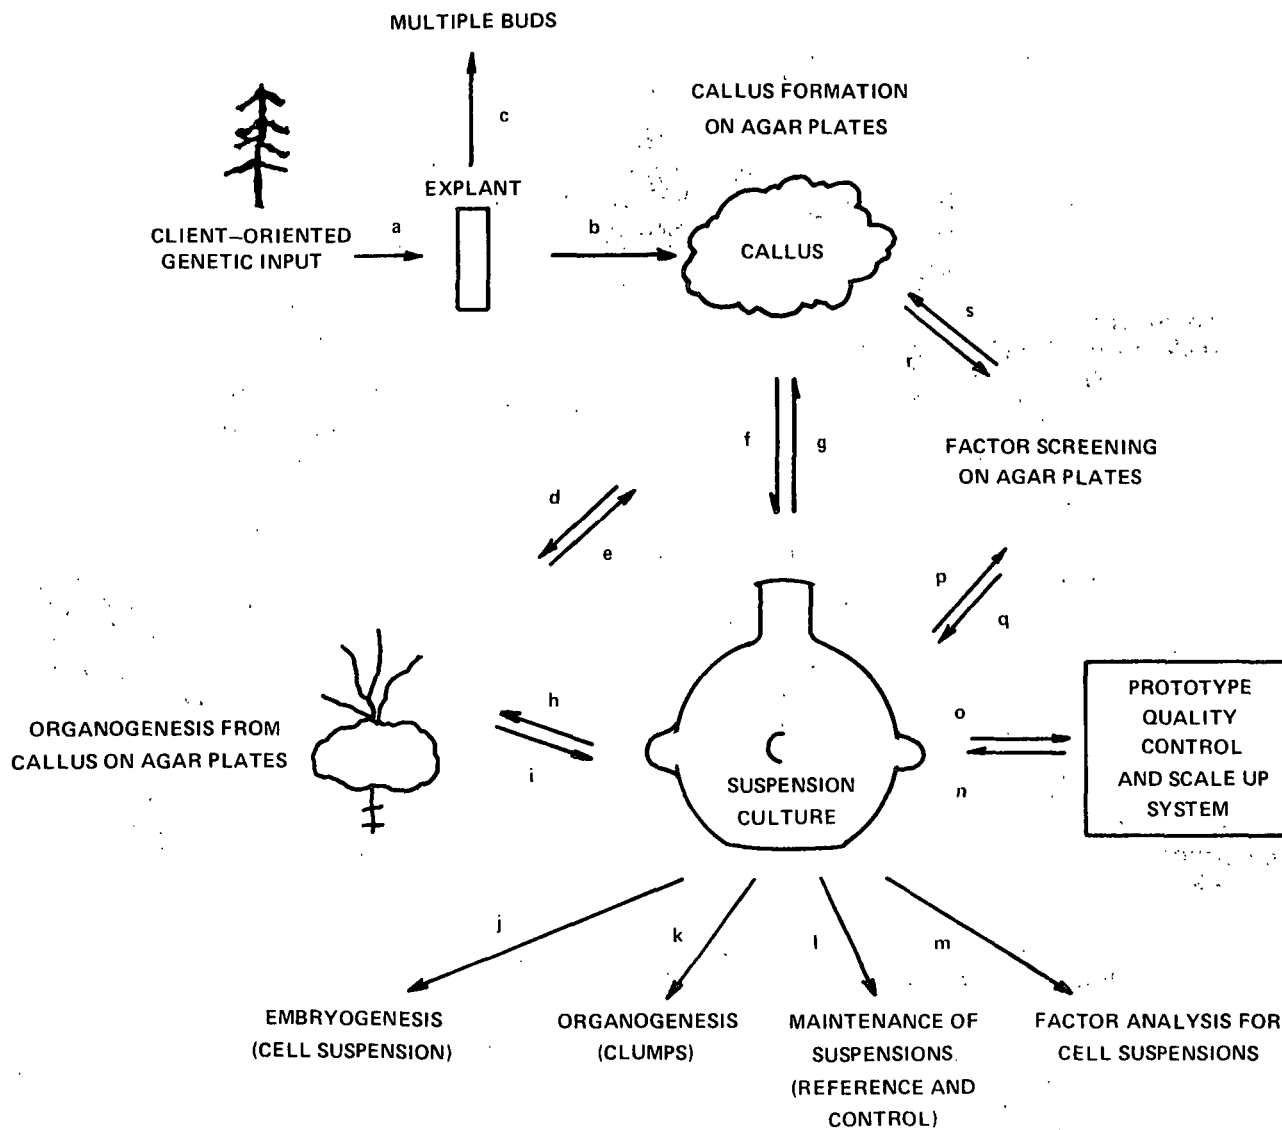 MULTIPLE BUDS
c
CALLUS FORMATION
ON AGAR PLATES
EXPLANT
CLIENT–ORIENTED
GENETIC INPUT
a
b
CALLUS
s
r
f
g
FACTOR SCREENING
ON AGAR PLATES
d
e
p
q
ORGANOGENESIS FROM
CALLUS ON AGAR PLATES
h
i
SUSPENSION
CULTURE
o
n
PROTOTYPE
QUALITY
CONTROL
AND SCALE UP
SYSTEM
j
k
l
m
EMBRYOGENESIS
(CELL SUSPENSION)
ORGANOGENESIS
(CLUMPS)
MAINTENANCE OF
SUSPENSIONS
(REFERENCE AND
CONTROL)
FACTOR ANALYSIS FOR
CELL SUSPENSIONS